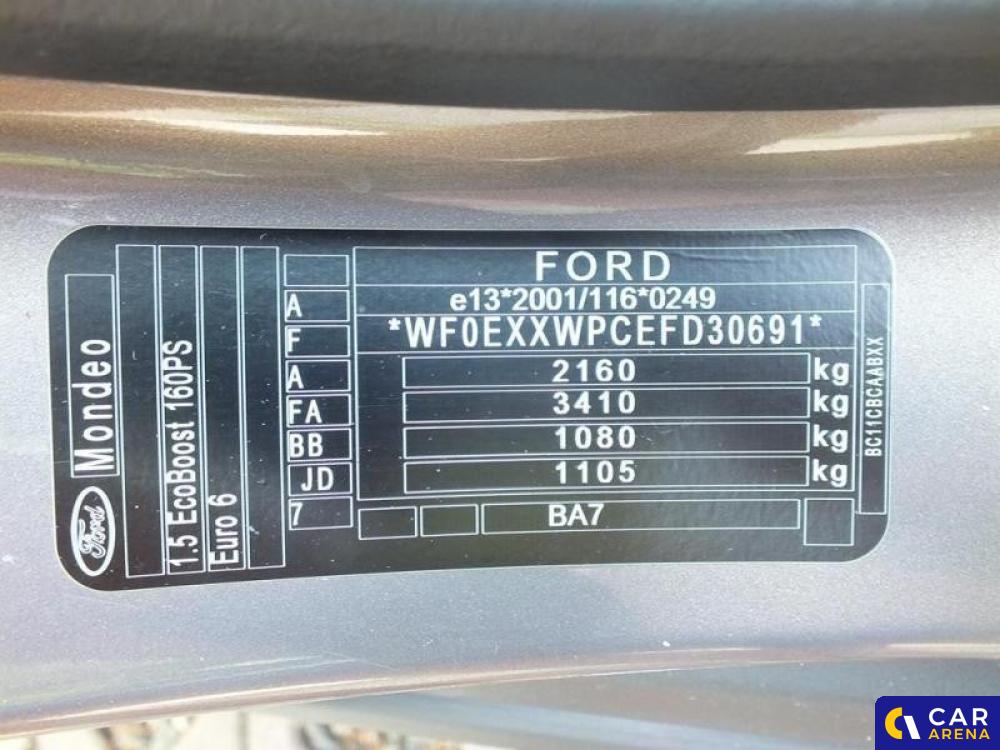 FORD
e13*2001/116*0249
*WF0EXXWPCEFD30691*
2160 kg
3410 kg
1080 kg
1105 kg
BA7
A
F
A
FA
BB
JD
7
Ford
Mondeo
1.5 EcoBoost 160PS
Euro 6
BC11CBCAABXX
CAR
ARENA